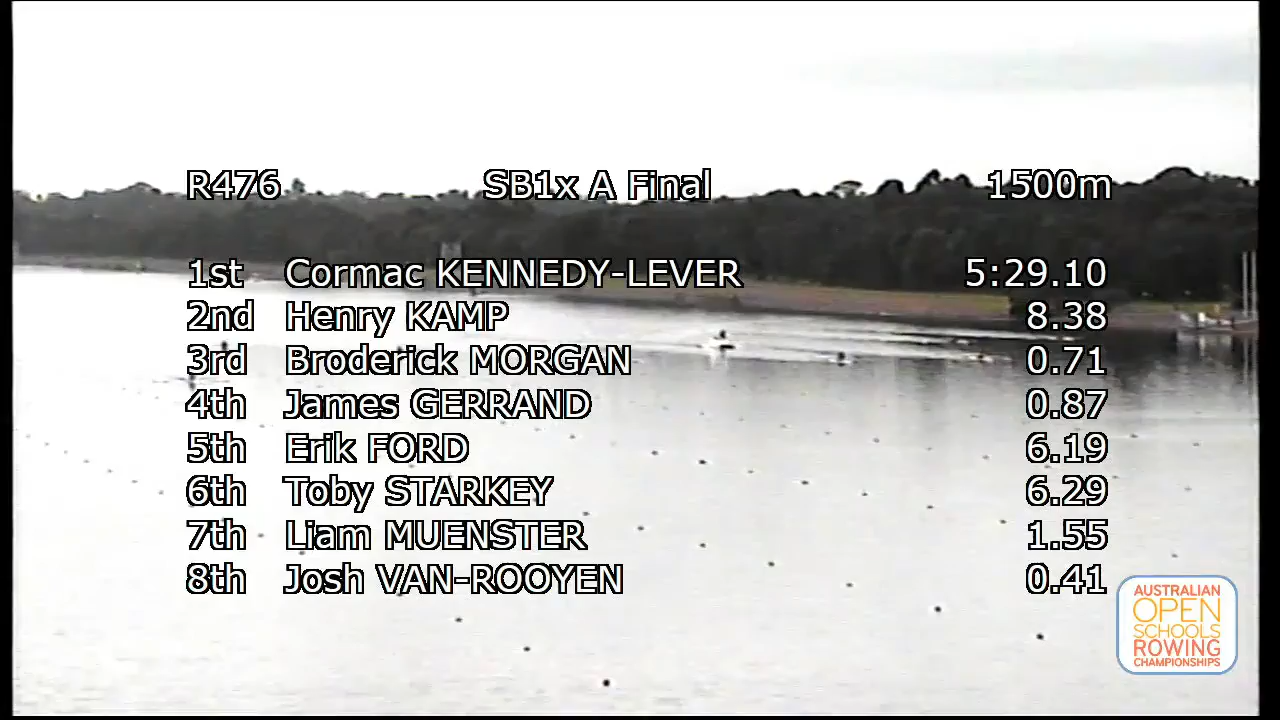 R476 SB1x A Final 1500m
1st Cormac KENNEDY-LEVER 5:29.10
2nd Henry KAMP 8.38
3rd Broderick MORGAN 0.71
4th James GERRAND 0.87
5th Erik FORD 6.19
6th Toby STARKEY 6.29
7th Liam MUENSTER 1.55
8th Josh VAN-ROOYEN 0.41
AUSTRALIAN
OPEN
SCHOOLS
ROWING
CHAMPIONSHIPS